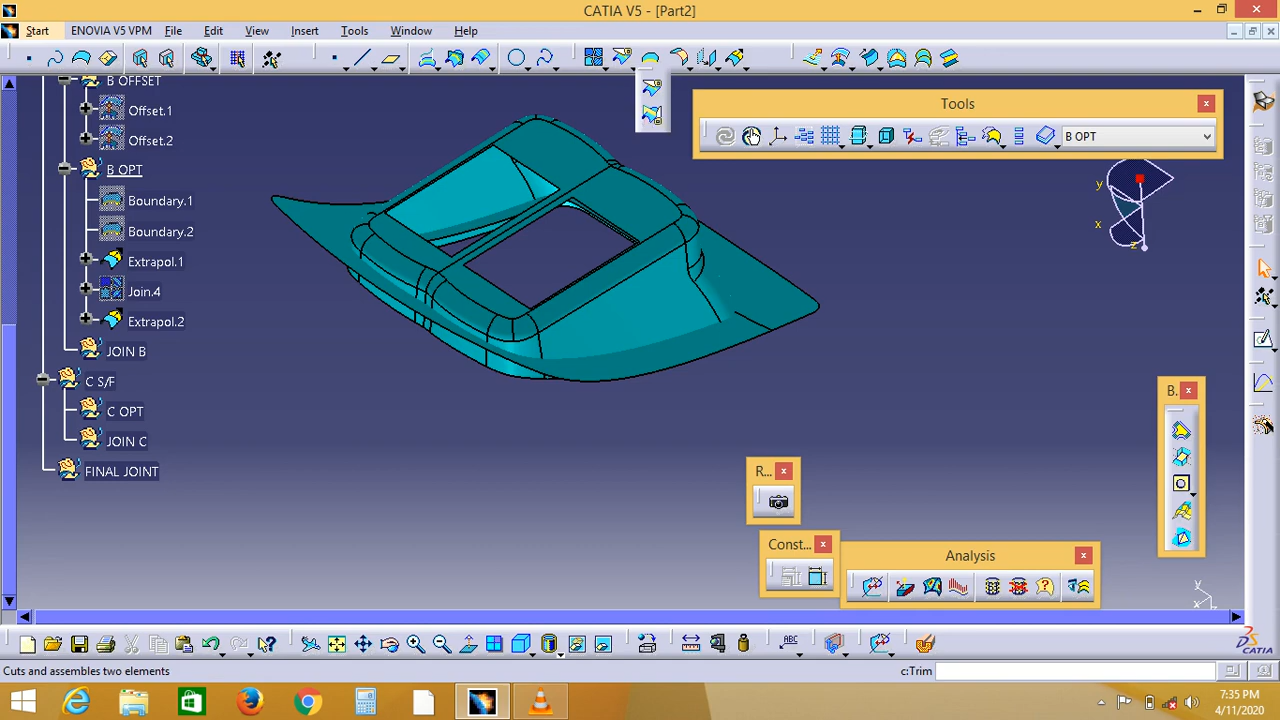 CATIA V5 - [Part2]
Start ENOVIA V5 VPM File Edit View Insert Tools Window Help
B OFFSET
Offset.1
Offset.2
B OPT
Boundary.1
Boundary.2
Extrapol.1
Join.4
Extrapol.2
JOIN B
C S/F
C OPT
JOIN C
FINAL JOINT
Tools
B OPT
y
x
z
B.
R...
Const...
Analysis
y
x
ABC
CATIA
Cuts and assembles two elements
c:Trim
7:35 PM
4/11/2020